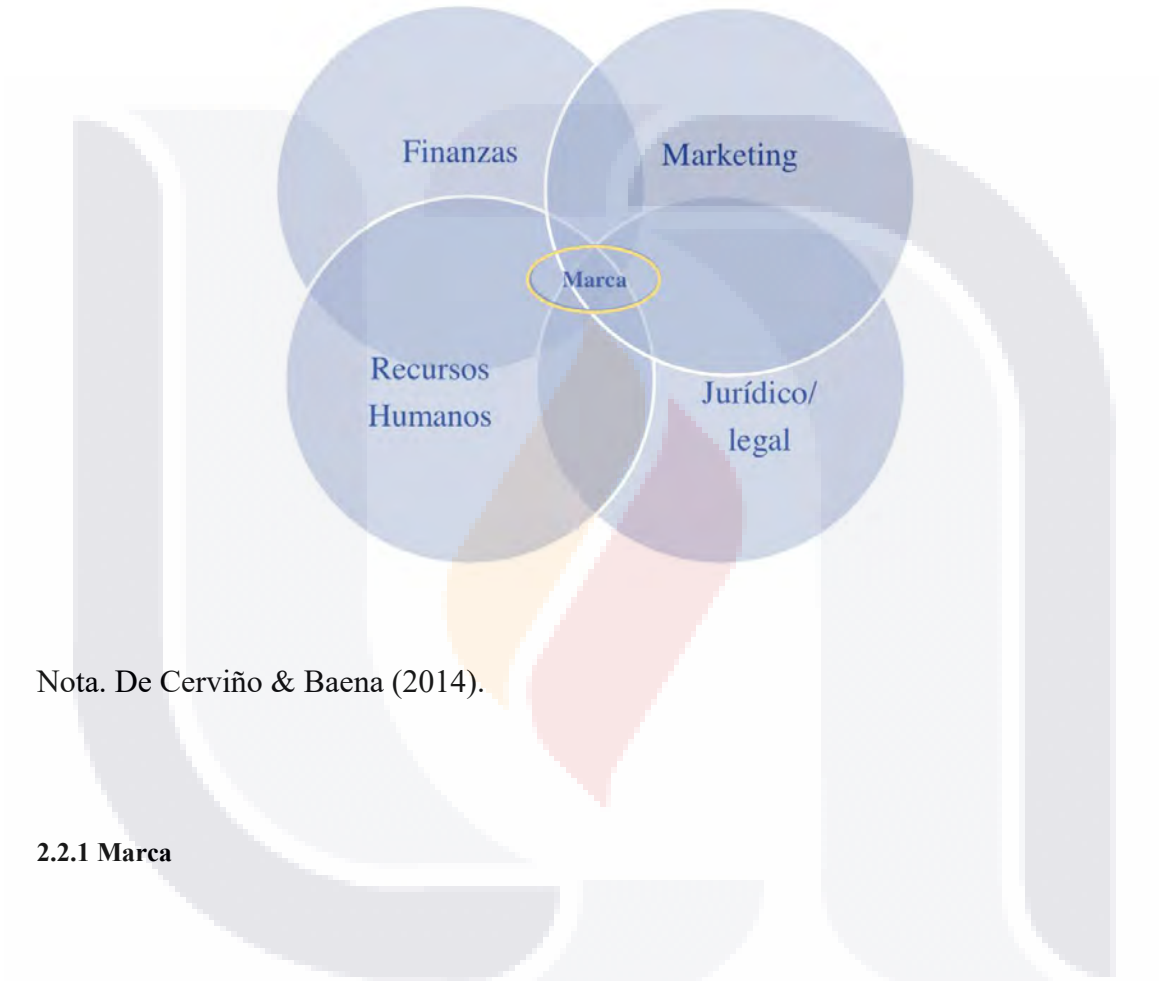 Finanzas
Marketing
Marca
Recursos
Humanos
Jurídico/
legal
Nota. De Cerviño & Baena (2014).
2.2.1 Marca